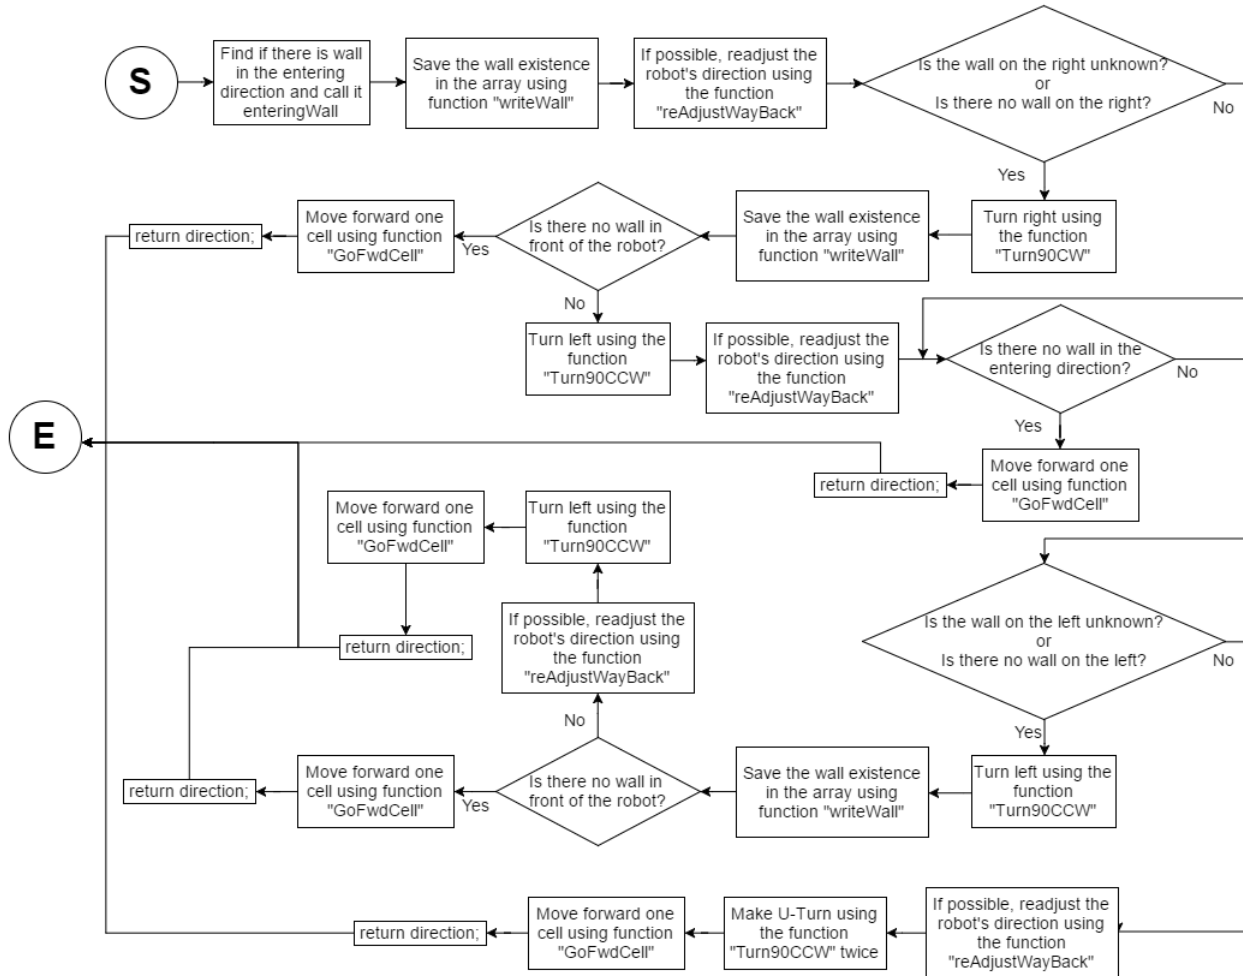 S
Find if there is wall
in the entering
direction and call it
enteringWall
Save the wall existence
in the array using
function "writeWall"
If possible, readjust the
robot's direction using
the function
"reAdjustWayBack"
Is the wall on the right unknown?
or
Is there no wall on the right?
No
Yes
Turn right using
the function
"Turn90CW"
Save the wall existence
in the array using
function "writeWall"
Is there no wall in
front of the robot?
Yes
Move forward one
cell using function
"GoFwdCell"
return direction;
No
Turn left using the
function
"Turn90CCW"
If possible, readjust the
robot's direction using
the function
"reAdjustWayBack"
Is there no wall in the
entering direction?
No
Yes
Move forward one
cell using function
"GoFwdCell"
return direction;
E
Is the wall on the left unknown?
or
Is there no wall on the left?
No
Yes
Turn left using the
function
"Turn90CCW"
Save the wall existence
in the array using
function "writeWall"
Is there no wall in
front of the robot?
Yes
Move forward one
cell using function
"GoFwdCell"
return direction;
No
If possible, readjust the
robot's direction using
the function
"reAdjustWayBack"
Turn left using the
function
"Turn90CCW"
Move forward one
cell using function
"GoFwdCell"
return direction;
If possible, readjust the
robot's direction using
the function
"reAdjustWayBack"
Make U-Turn using
the function
"Turn90CCW" twice
Move forward one
cell using function
"GoFwdCell"
return direction;